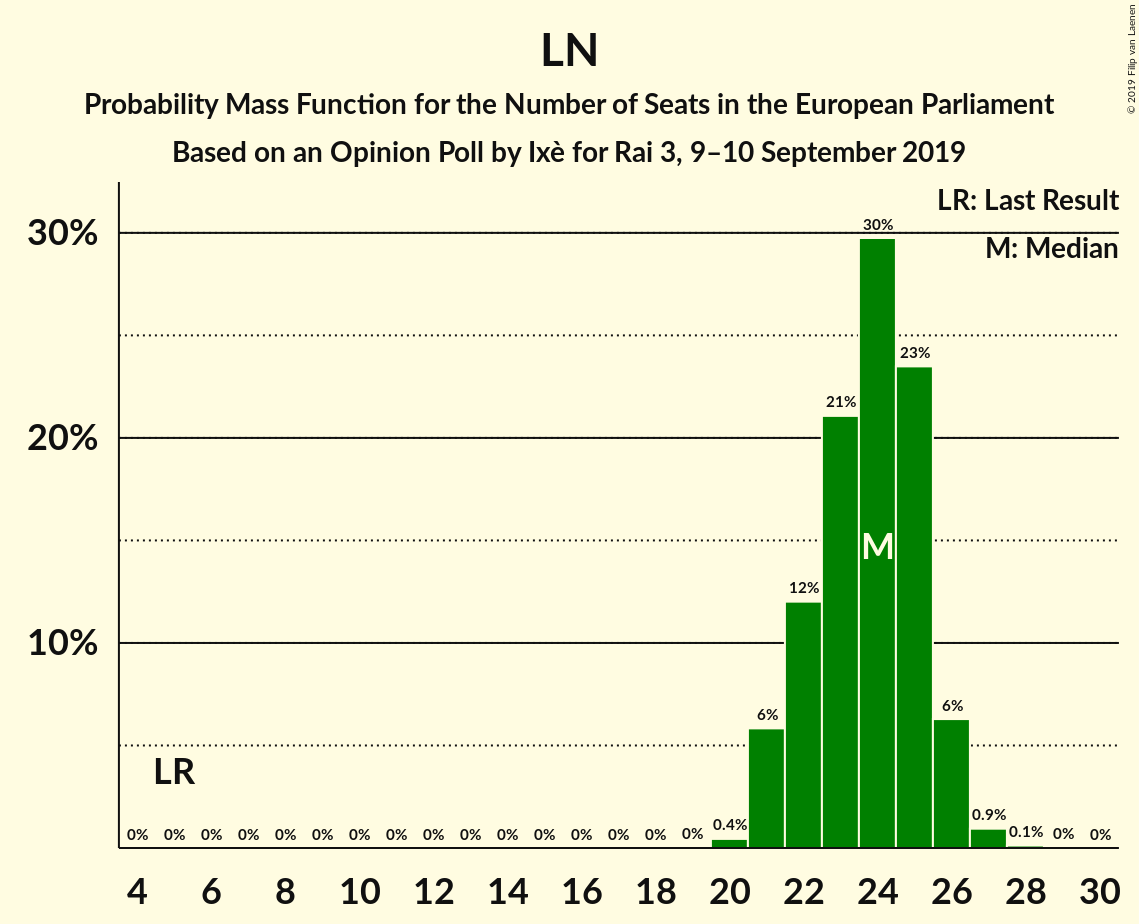 LN
Probability Mass Function for the Number of Seats in the European Parliament
Based on an Opinion Poll by Ixè for Rai 3, 9–10 September 2019
© 2019 Filip van Laenen
LR: Last Result
M: Median
30%
20%
10%
30%
23%
21%
M
12%
6%
6%
LR
0% 0% 0% 0% 0% 0% 0% 0% 0% 0% 0% 0% 0% 0% 0% 0% 0.4% 0.9% 0.1% 0% 0%
4 6 8 10 12 14 16 18 20 22 24 26 28 30